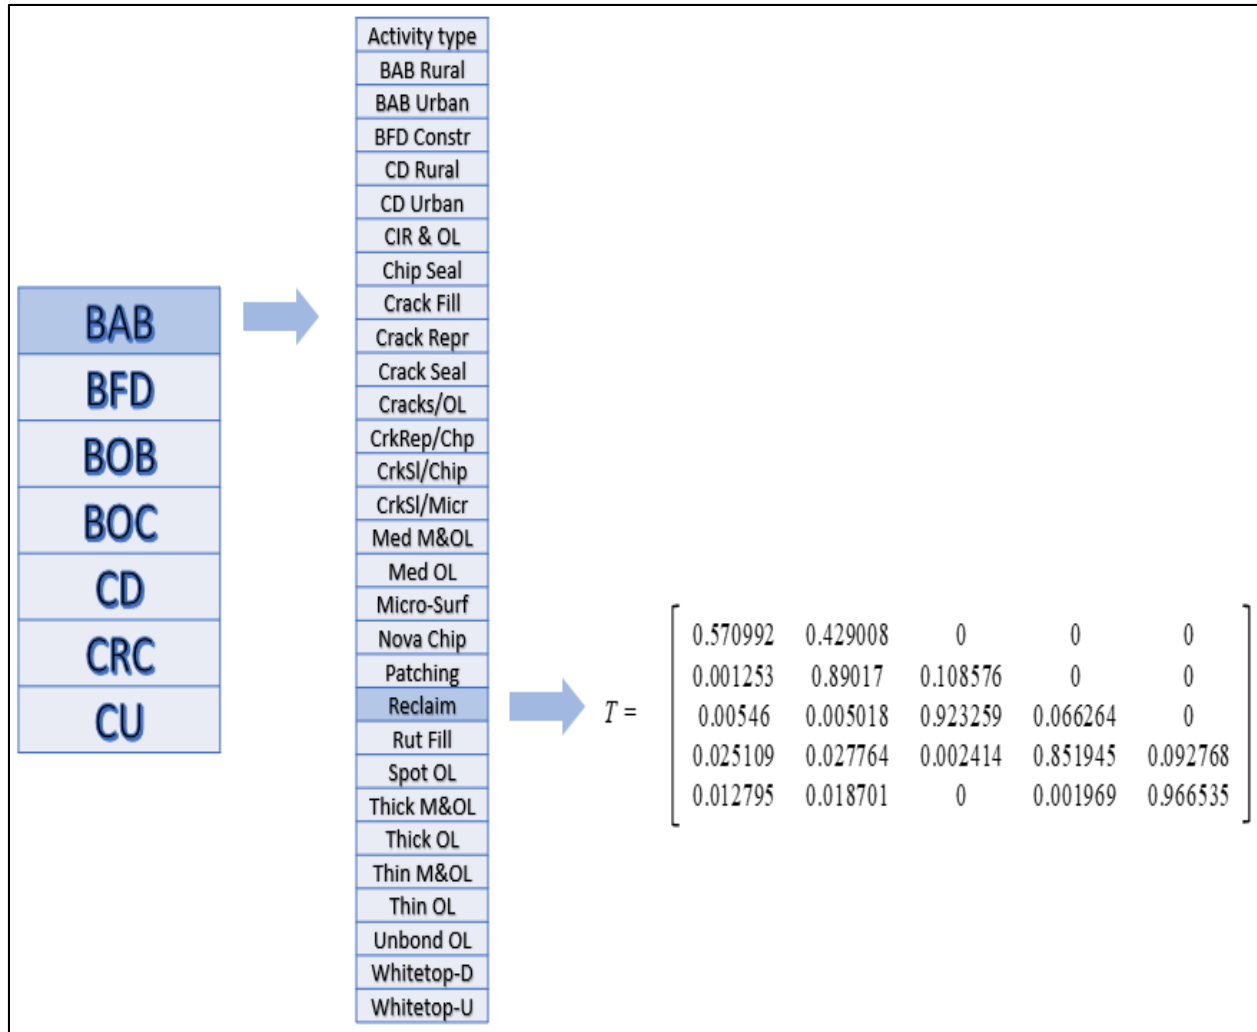 BAB
BFD
BOB
BOC
CD
CRC
CU
Activity type
BAB Rural
BAB Urban
BFD Constr
CD Rural
CD Urban
CIR & OL
Chip Seal
Crack Fill
Crack Repr
Crack Seal
Cracks/OL
CrkRep/Chp
CrkSl/Chip
CrkSl/Micr
Med M&OL
Med OL
Micro-Surf
Nova Chip
Patching
Reclaim
Rut Fill
Spot OL
Thick M&OL
Thick OL
Thin M&OL
Thin OL
Unbond OL
Whitetop-D
Whitetop-U
T =
0.570992 0.429008 0 0 0
0.001253 0.89017 0.108576 0 0
0.00546 0.005018 0.923259 0.066264 0
0.025109 0.027764 0.002414 0.851945 0.092768
0.012795 0.018701 0 0.001969 0.966535